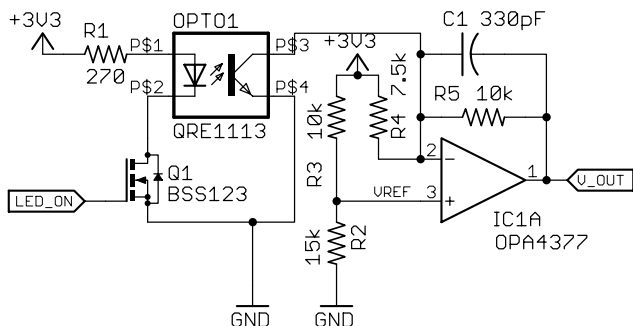 OPTO1
C1 330pF
+3V3
R1
P$1
P$3
+3V3
270
P$2
P$4
7.5k
R5 10k
QRE1113
10k
R4
Q1
BSS123
R3
2
1
LED_ON
VREF
3
V_OUT
IC1A
OPA4377
15k
R2
GND
GND